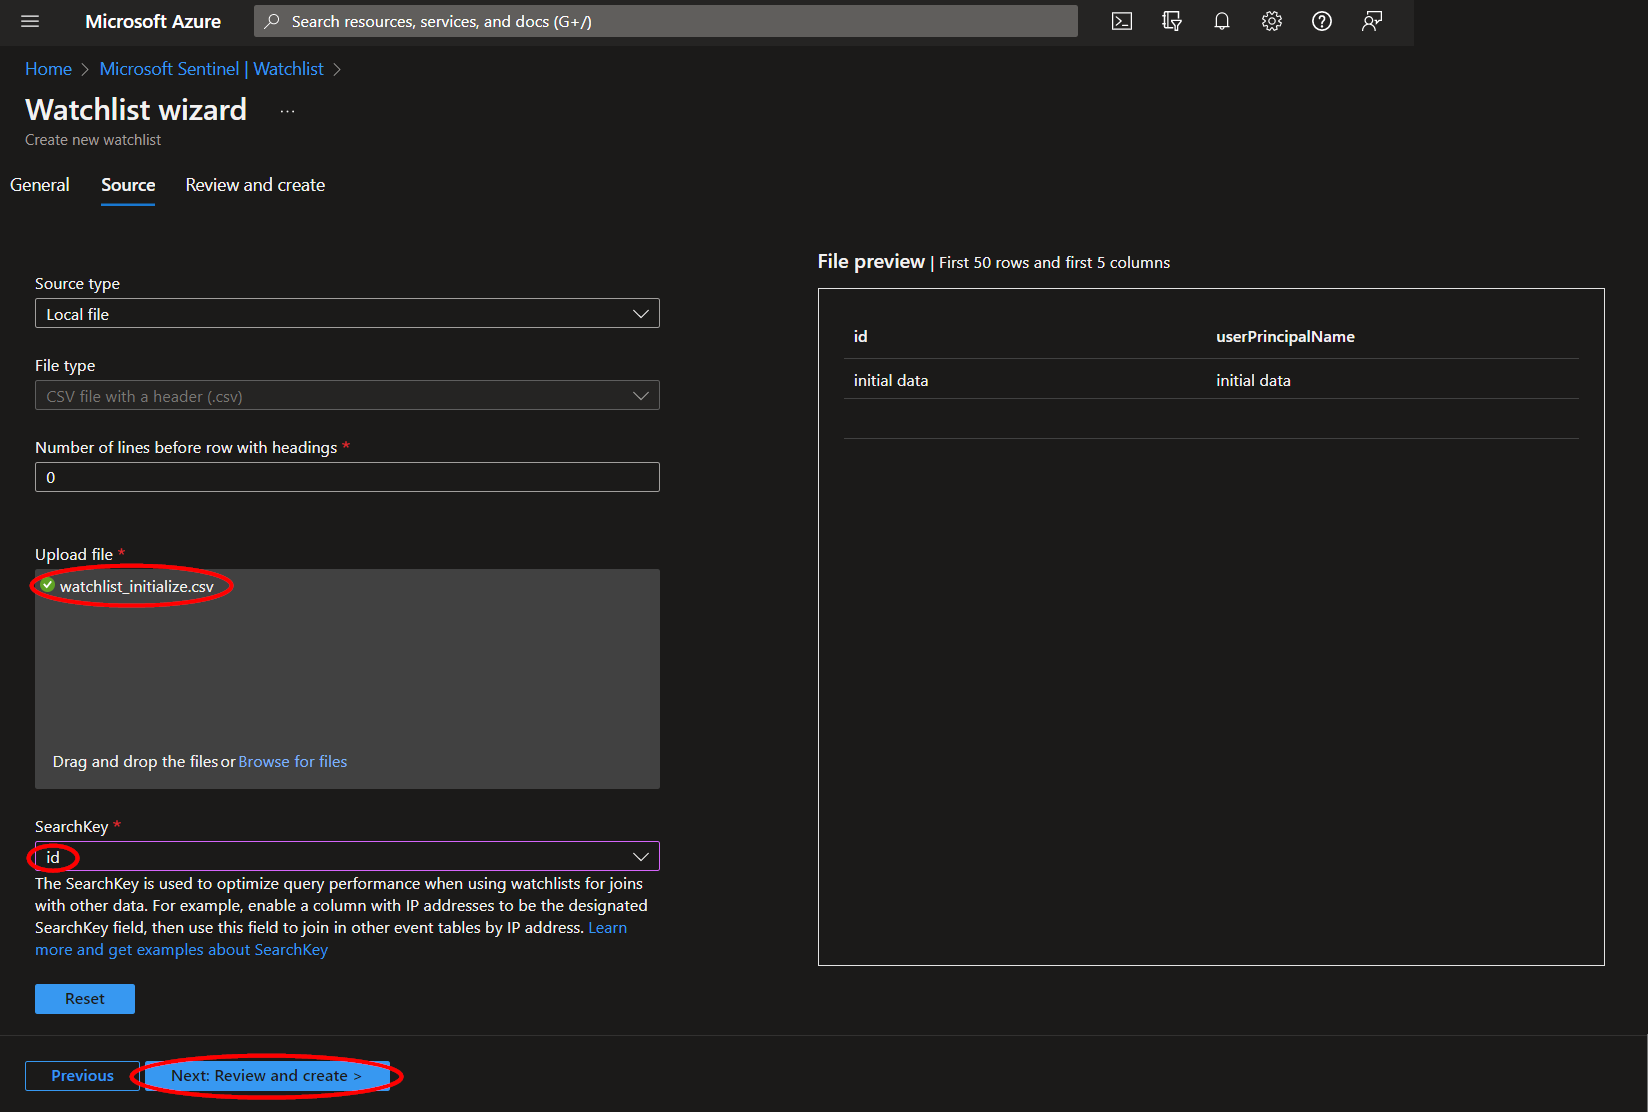 Microsoft Azure
Search resources, services, and docs (G+/)
Home > Microsoft Sentinel | Watchlist >
Watchlist wizard ...
Create new watchlist
General Source Review and create
Source type
Local file
File type
CSV file with a header (.csv)
Number of lines before row with headings *
0
Upload file *
watchlist_initialize.csv
Drag and drop the files or Browse for files
SearchKey *
id
The SearchKey is used to optimize query performance when using watchlists for joins
with other data. For example, enable a column with IP addresses to be the designated
SearchKey field, then use this field to join in other event tables by IP address. Learn
more and get examples about SearchKey
Reset
Previous
Next: Review and create >
File preview | First 50 rows and first 5 columns
id userPrincipalName
initial data initial data